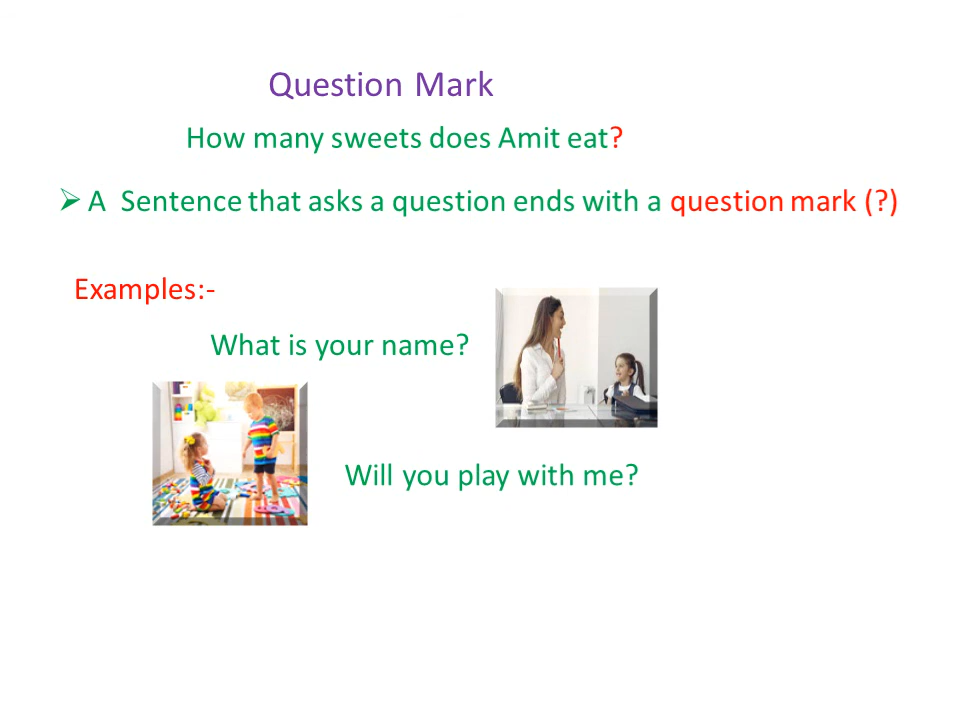 Question Mark
How many sweets does Amit eat?
➢ A Sentence that asks a question ends with a question mark (?)
Examples:-
What is your name?
Will you play with me?